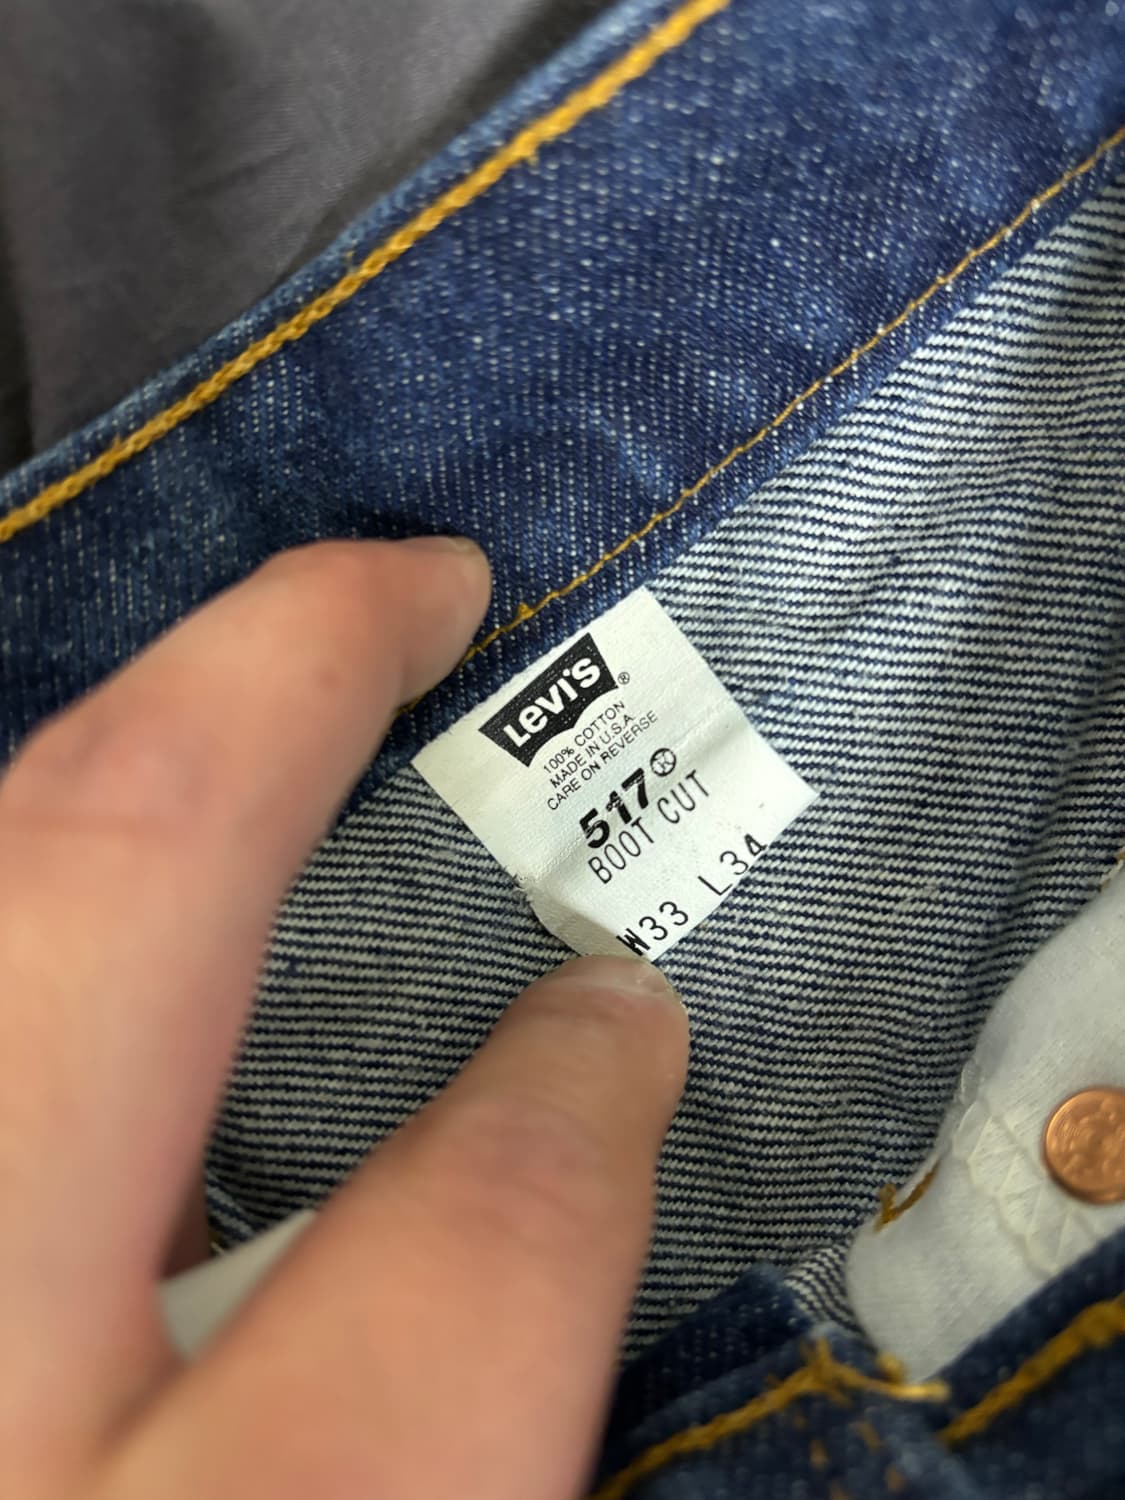 Levi's ®
100% COTTON
MADE IN U.S.A
CARE ON REVERSE
517®
BOOT CUT
W33 L34